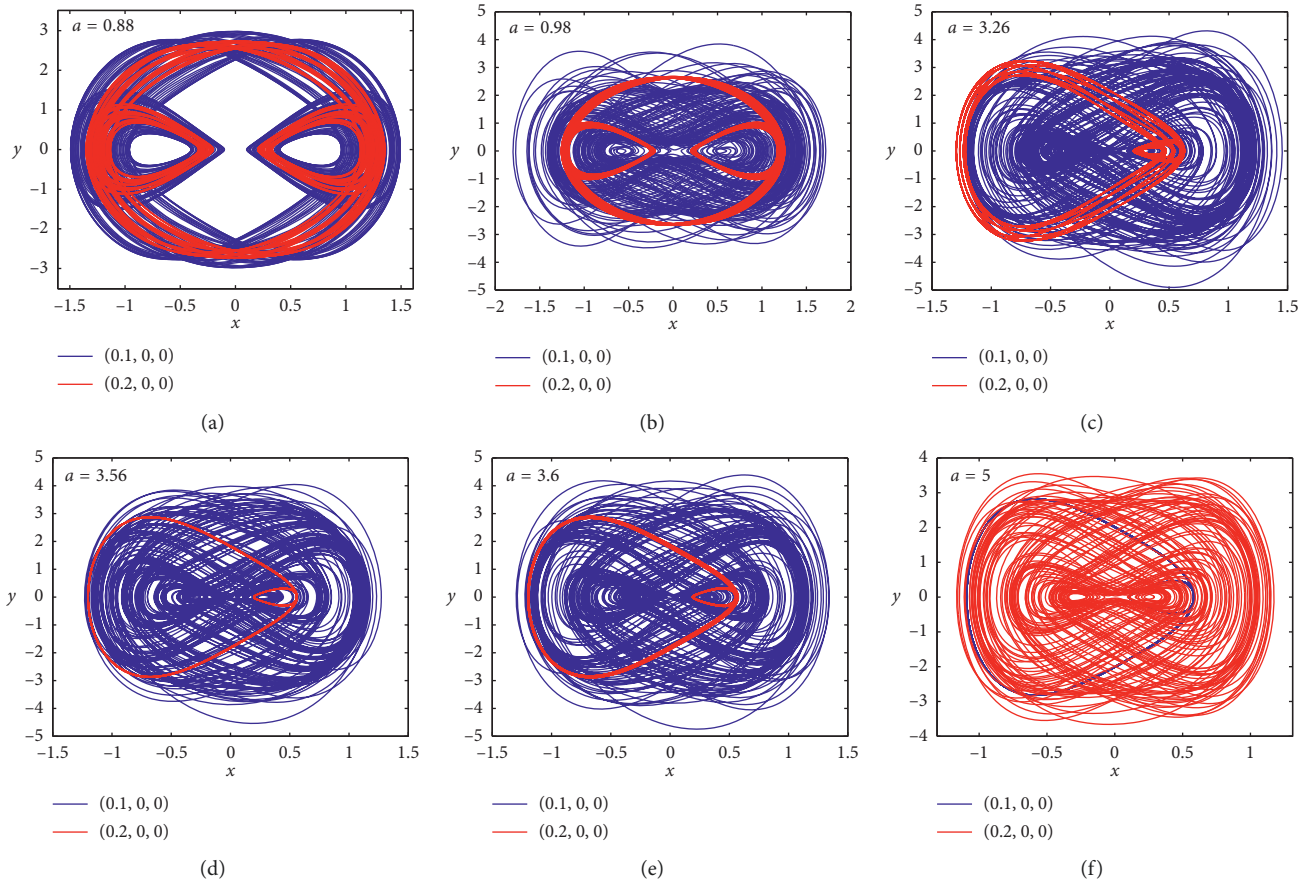 a = 0.88
3
2
1
y 0
–1
–2
–3
–1.5 –1 –0.5 0 0.5 1 1.5
x
(0.1, 0, 0)
(0.2, 0, 0)
(a)
a = 0.98
5
4
3
2
1
y 0
–1
–2
–3
–4
5
–2 –1.5 –1 –0.5 0 0.5 1 1.5 2
x
(0.1, 0, 0)
(0.2, 0, 0)
(b)
a = 3.26
5
4
3
2
1
y 0
–1
–2
–3
–4
5
–1.5 –1 –0.5 0 0.5 1 1.5
x
(0.1, 0, 0)
(0.2, 0, 0)
(c)
a = 3.56
5
4
3
2
1
y 0
–1
–2
–3
–4
–5
–1.5 –1 –0.5 0 0.5 1 1.5
x
(0.1, 0, 0)
(0.2, 0, 0)
(d)
a = 3.6
5
4
3
2
1
y 0
–1
–2
–3
–4
–5
–1.5 –1 –0.5 0 0.5 1 1.5
x
(0.1, 0, 0)
(0.2, 0, 0)
(e)
a = 5
4
3
2
1
y 0
–1
–2
–3
4
–1 –0.5 0 0.5 1
x
(0.1, 0, 0)
(0.2, 0, 0)
(f)